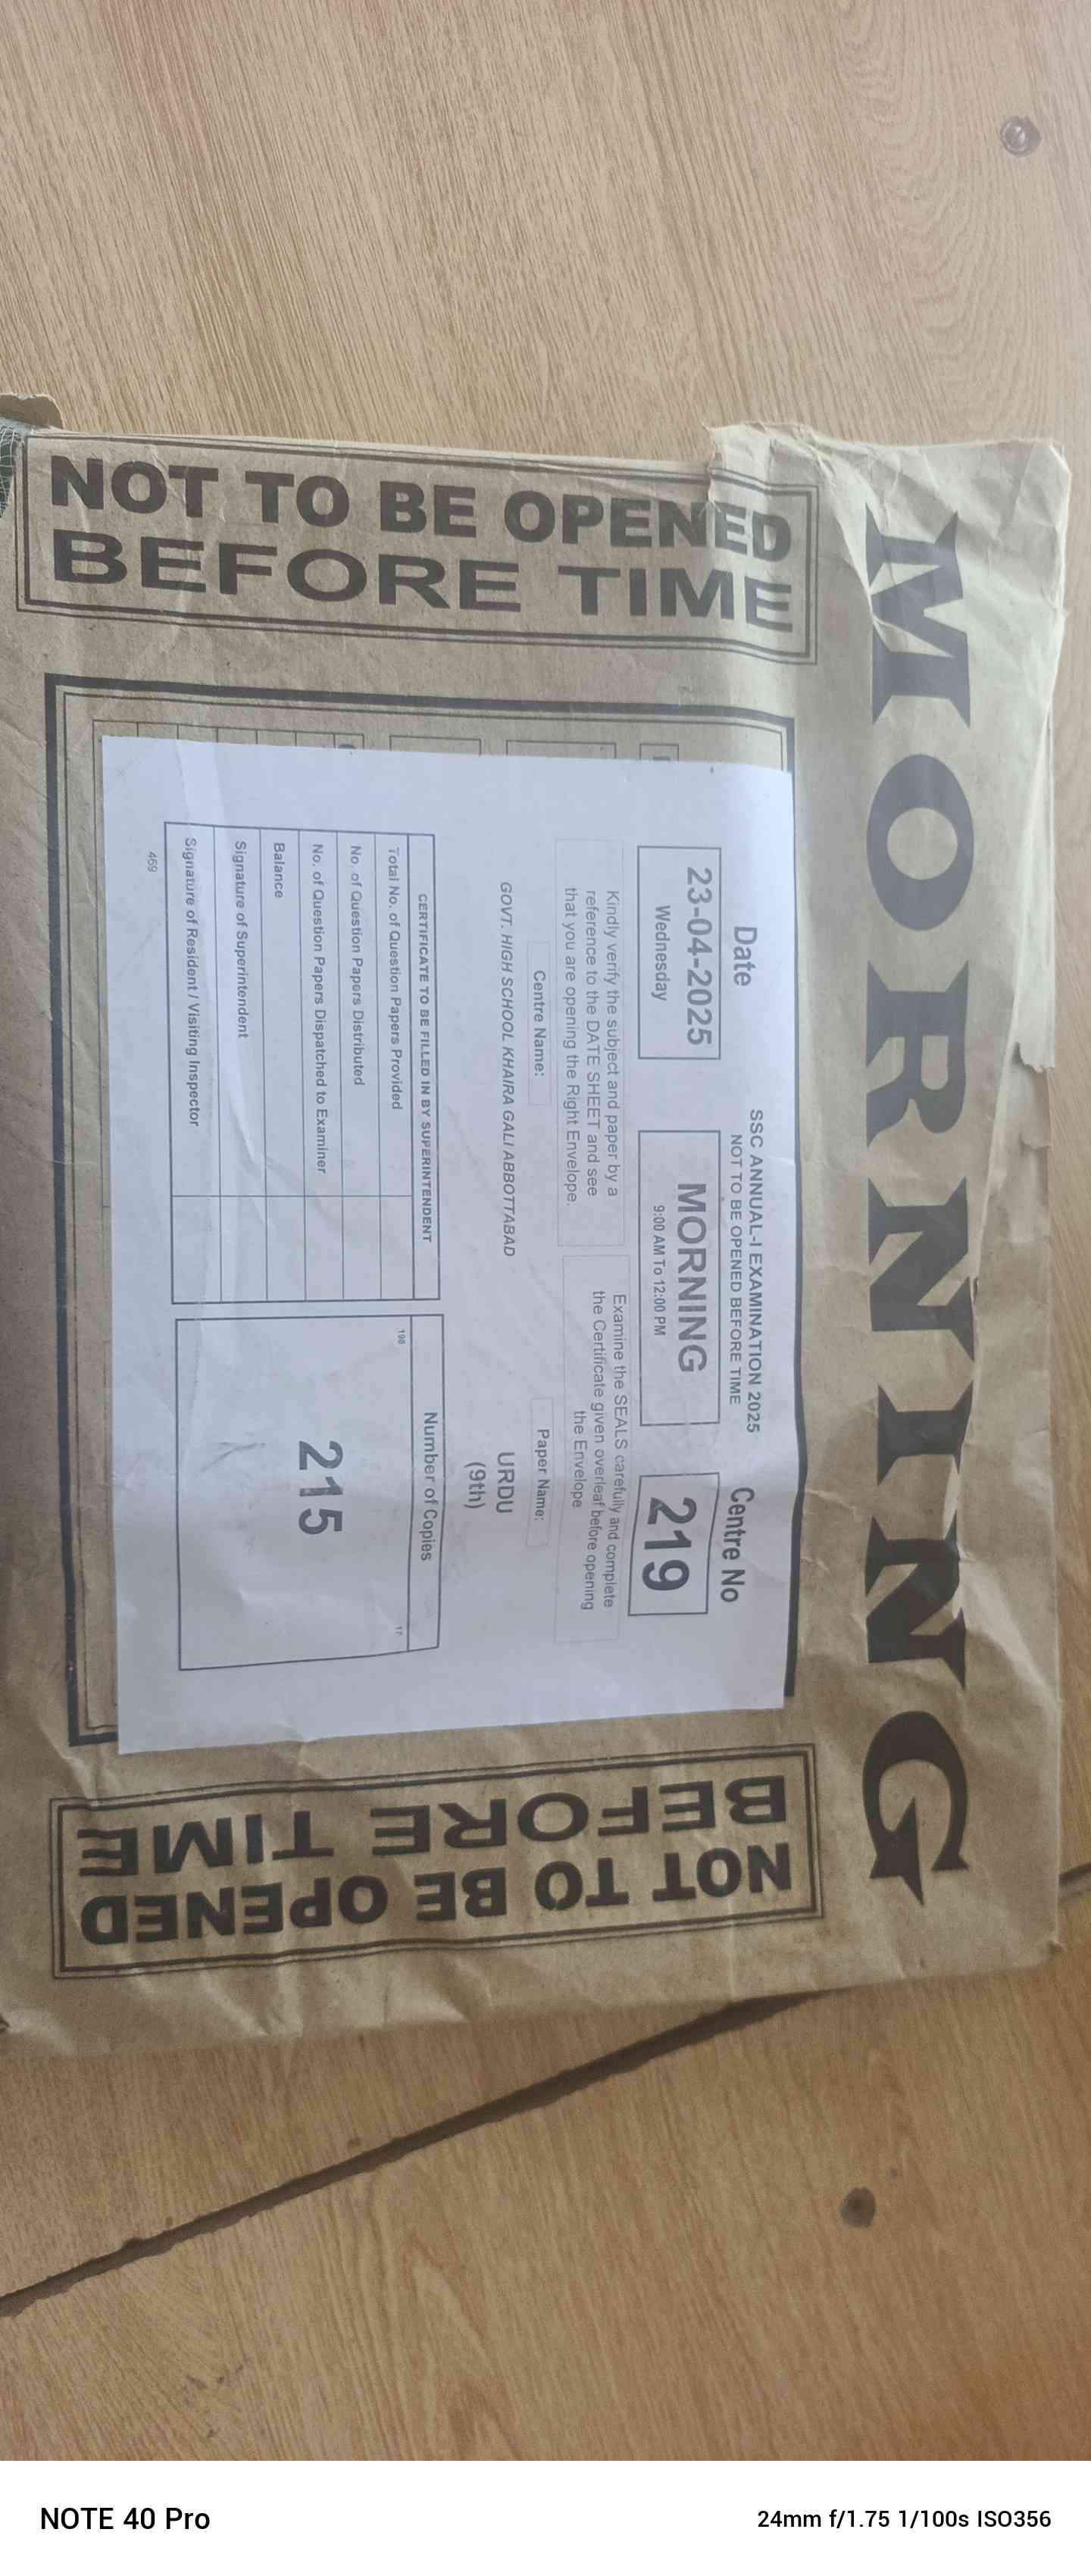 MORNING
NOT TO BE OPENED
BEFORE TIME
SSC ANNUAL-I EXAMINATION 2025
NOT TO BE OPENED BEFORE TIME
Date
23-04-2025
Wednesday
MORNING
9:00 AM To 12:00 PM
Centre No
219
Kindly verify the subject and paper by a
reference to the DATE SHEET and see
that you are opening the Right Envelope.
Examine the SEALS carefully and complete
the Certificate given overleaf before opening
the Envelope
Centre Name:
GOVT. HIGH SCHOOL KHAIRA GALI ABBOTTABAD
Paper Name:
URDU
(9th)
CERTIFICATE TO BE FILLED IN BY SUPERINTENDENT
Total No. of Question Papers Provided
No. of Question Papers Distributed
No. of Question Papers Dispatched to Examiner
Balance
Signature of Superintendent
Signature of Resident / Visiting Inspector
Number of Copies
198
17
215
469
NOT TO BE OPENED
BEFORE TIME
NOTE 40 Pro
24mm f/1.75 1/100s ISO356